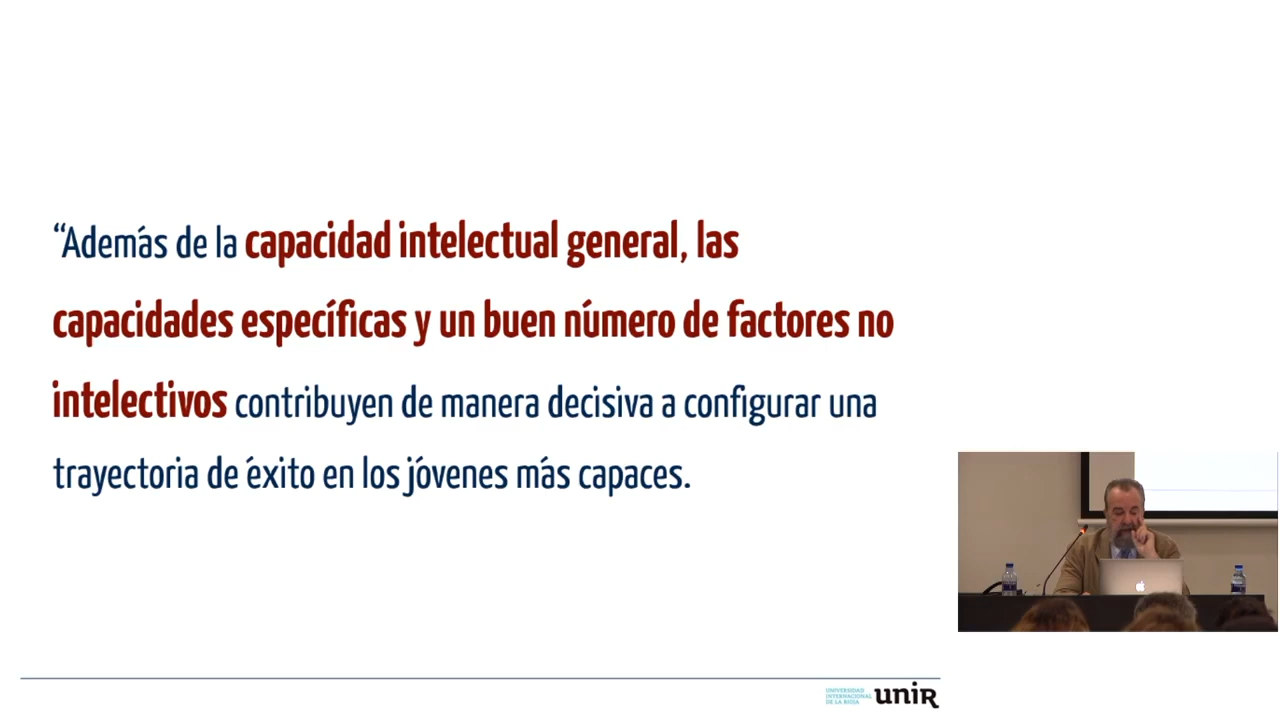 “Además de la capacidad intelectual general, las
capacidades específicas y un buen número de factores no
intelectivos contribuyen de manera decisiva a configurar una
trayectoria de éxito en los jóvenes más capaces.
UNIVERSIDAD
INTERNACIONAL
DE LA RIOJA
unir